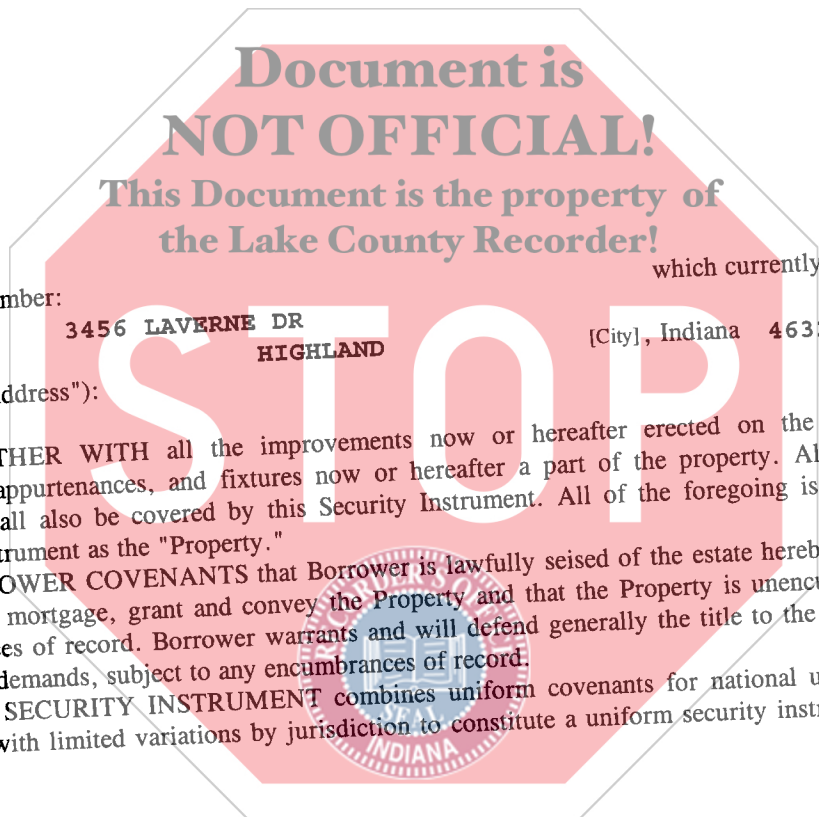 Document is
NOT OFFICIAL!
This Document is the property of
the Lake County Recorder!
which currently
mber:
3456 LAVERNE DR
HIGHLAND
[City], Indiana 463
ddress"):
THER WITH all the improvements now or hereafter erected on the
appurtenances, and fixtures now or hereafter a part of the property. Al
all also be covered by this Security Instrument. All of the foregoing is
trument as the "Property."
OWER COVENANTS that Borrower is lawfully seised of the estate hereb
mortgage, grant and convey the Property and that the Property is unencu
es of record. Borrower warrants and will defend generally the title to the
demands, subject to any encumbrances of record.
SECURITY INSTRUMENT combines uniform covenants for national u
with limited variations by jurisdiction to constitute a uniform security instr
STOP
RECORDER'S OFFICE
SEAL
INDIANA